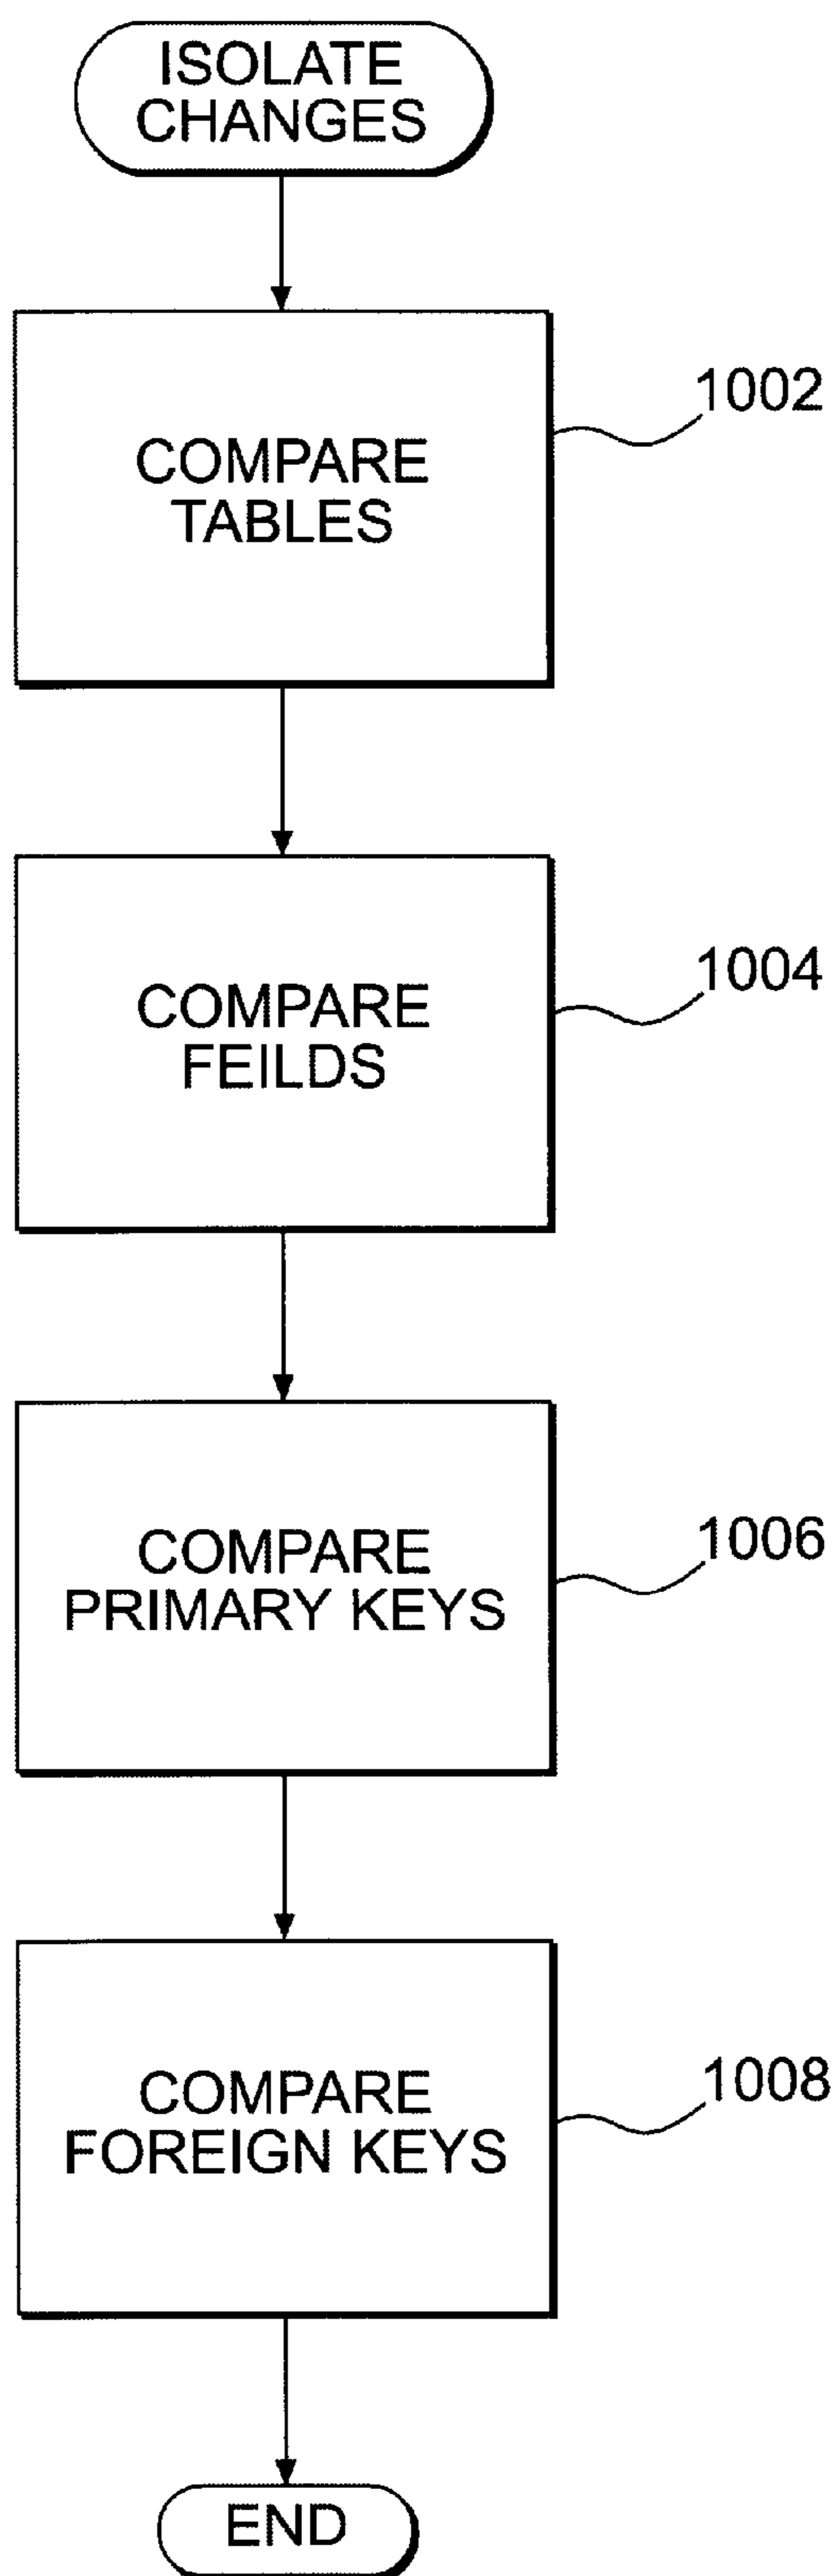 ISOLATE
CHANGES
1002
COMPARE
TABLES
1004
COMPARE
FEILDS
1006
COMPARE
PRIMARY KEYS
1008
COMPARE
FOREIGN KEYS
END